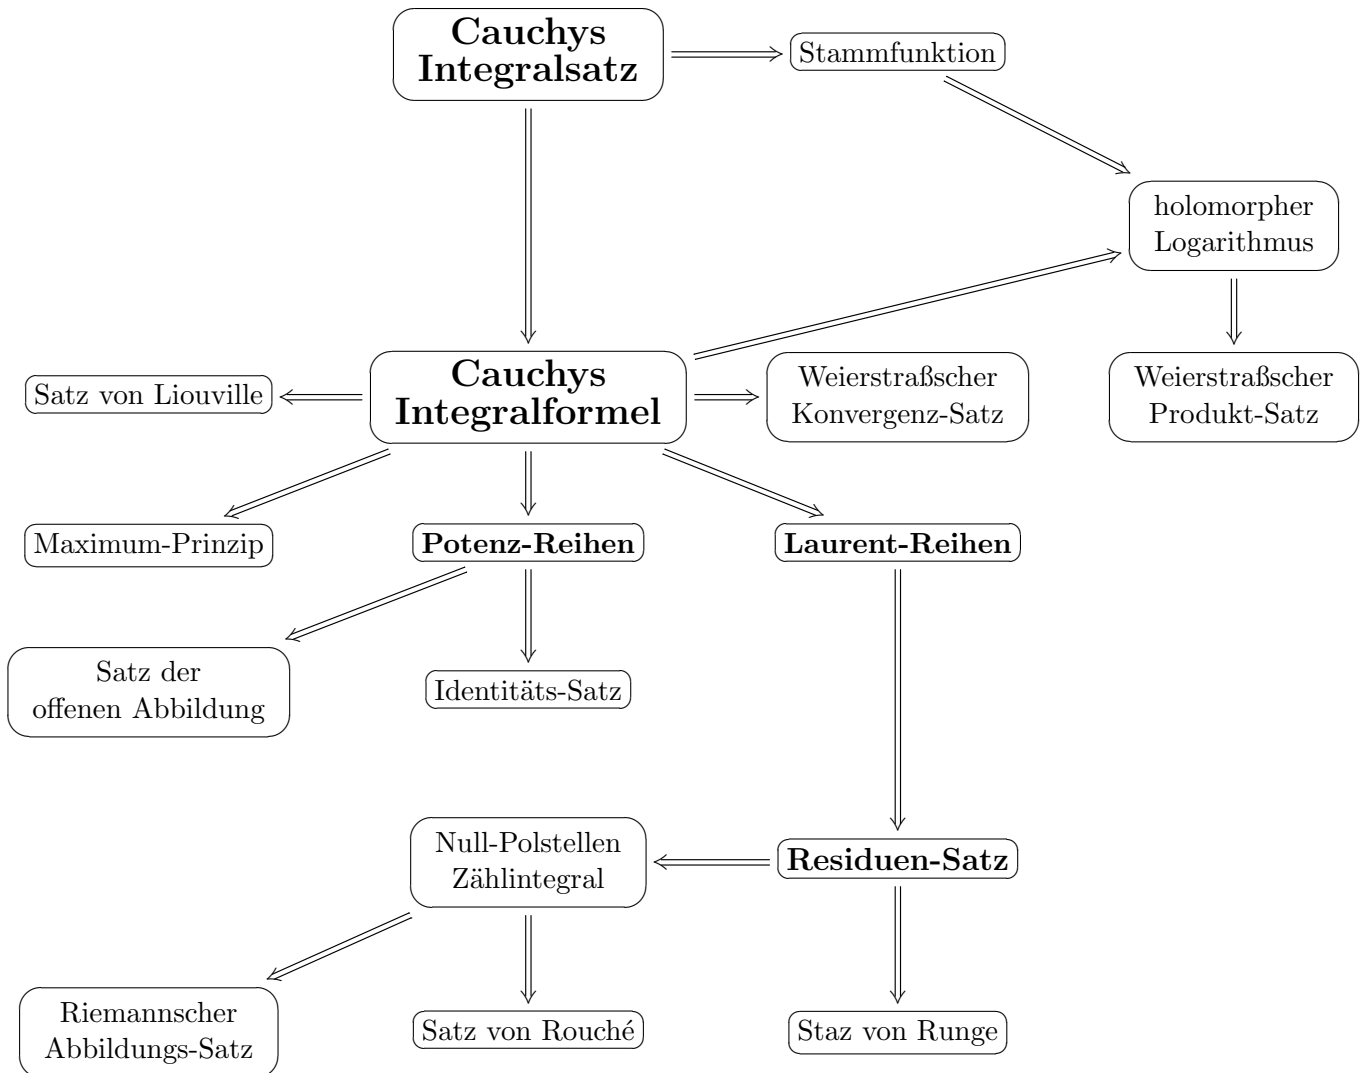 Cauchys
Integralsatz
Stammfunktion
holomorpher
Logarithmus
Satz von Liouville
Cauchys
Integralformel
Weierstraßscher
Konvergenz-Satz
Weierstraßscher
Produkt-Satz
Maximum-Prinzip
Potenz-Reihen
Laurent-Reihen
Satz der
offenen Abbildung
Identitäts-Satz
Null-Polstellen
Zählintegral
Residuen-Satz
Riemannscher
Abbildungs-Satz
Satz von Rouché
Staz von Runge